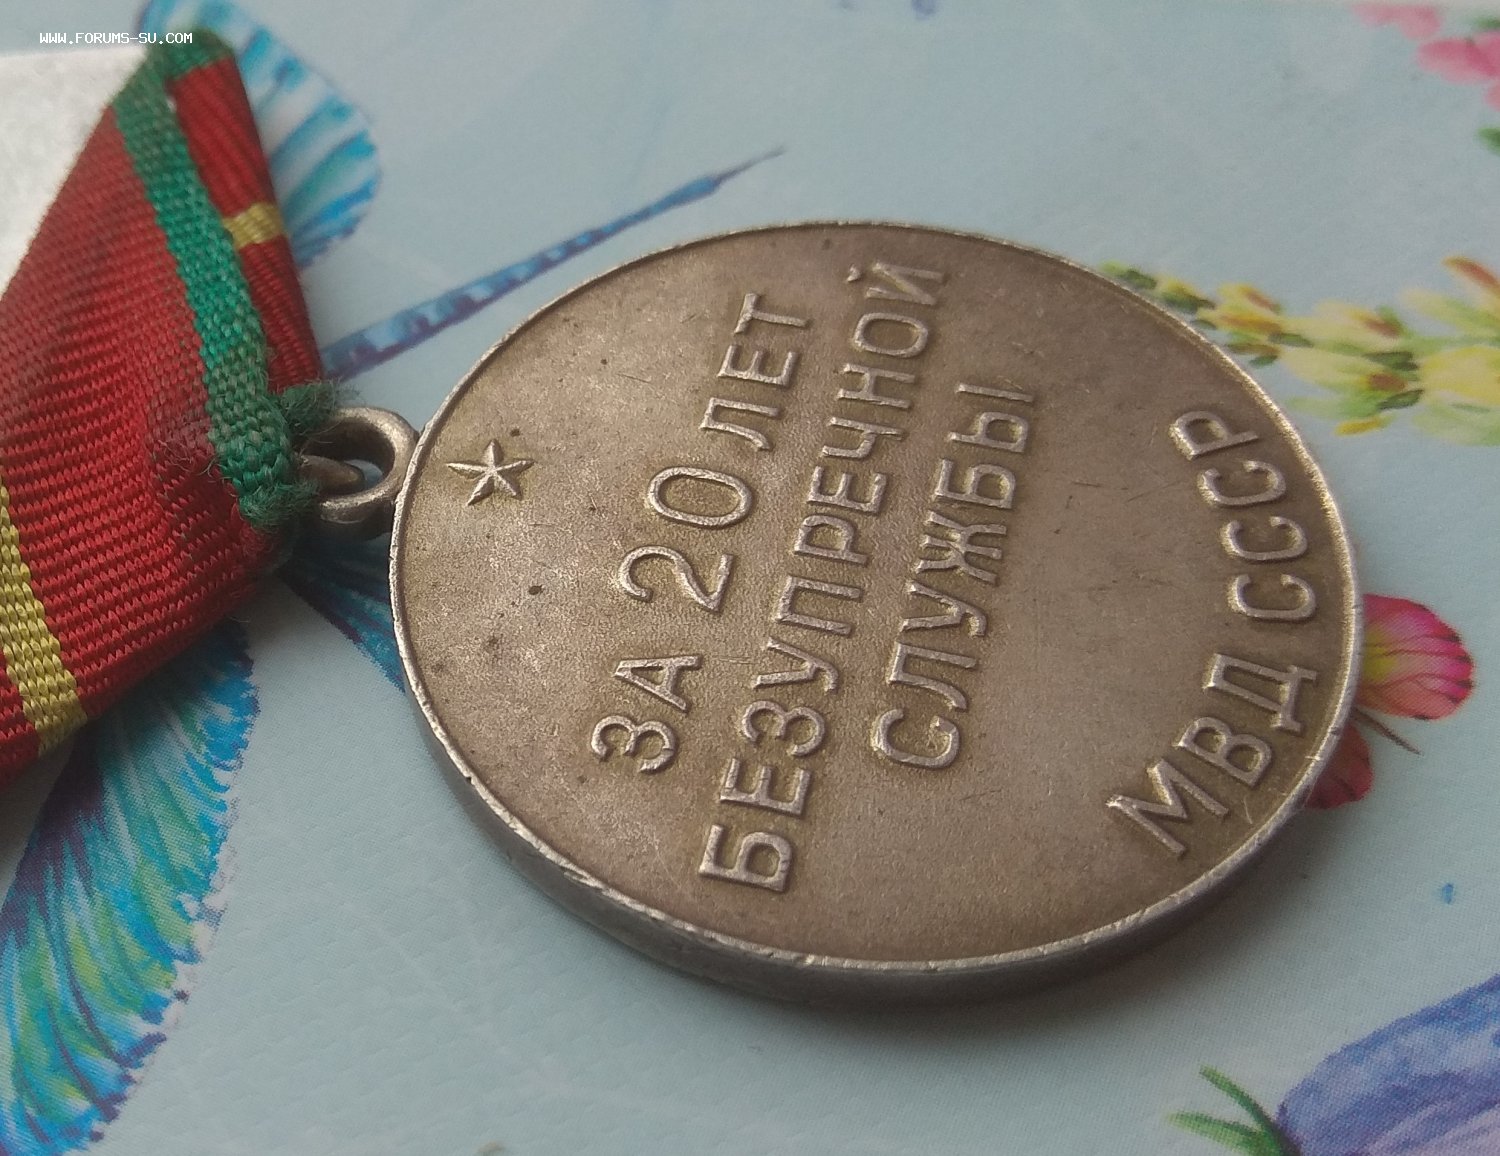 WWW.FORUMS-SU.COM
ЗА 20 ЛЕТ
БЕЗУПРЕЧНОЙ
СЛУЖБЫ
МВД СССР